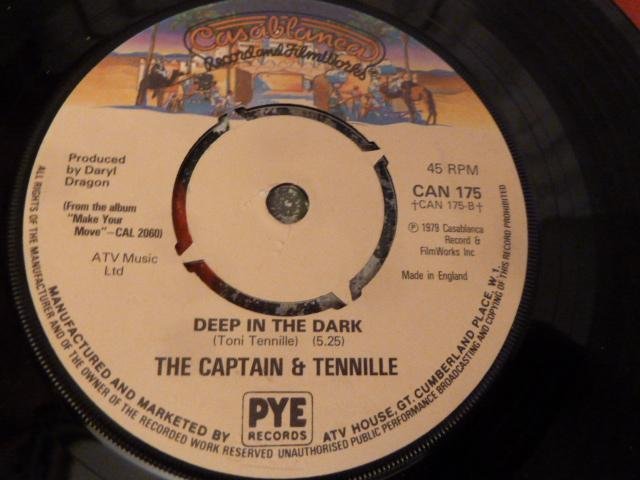 Casablanca
Record and FilmWorks
Produced
by Daryl
Dragon
(From the album
"Make Your
Move"–CAL 2060)
ATV Music
Ltd
45 RPM
CAN 175
†CAN 175-B†
Ⓟ 1979 Casablanca
Record &
FilmWorks Inc
Made in England
DEEP IN THE DARK
(Toni Tennille) (5.25)
THE CAPTAIN & TENNILLE
PYE
RECORDS
MANUFACTURED AND MARKETED BY
ATV HOUSE, GT. CUMBERLAND PLACE, W.1.
ALL RIGHTS OF THE MANUFACTURER AND OF THE OWNER OF THE RECORDED WORK RESERVED UNAUTHORISED PUBLIC PERFORMANCE BROADCASTING AND COPYING OF THIS RECORD PROHIBITED